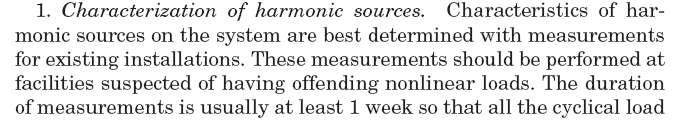 1. Characterization of harmonic sources. Characteristics of har-
monic sources on the system are best determined with measurements
for existing installations. These measurements should be performed at
facilities suspected of having offending nonlinear loads. The duration
of measurements is usually at least 1 week so that all the cyclical load